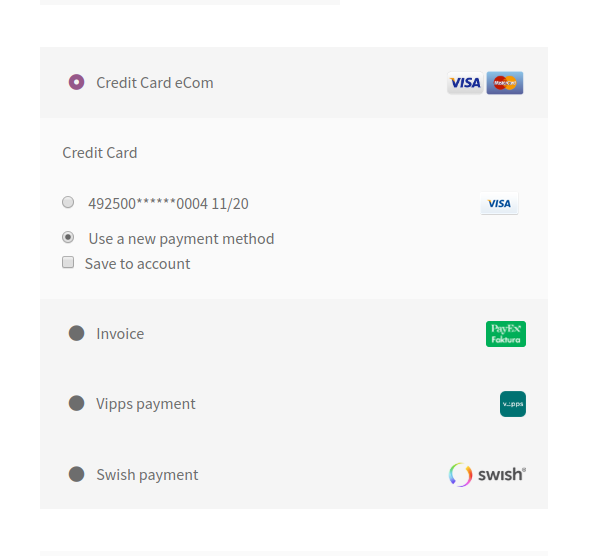 Credit Card eCom VISA MasterCard
Credit Card
492500******0004 11/20 VISA
Use a new payment method
Save to account
Invoice PayEx Faktura
Vipps payment v:pps
Swish payment swish®